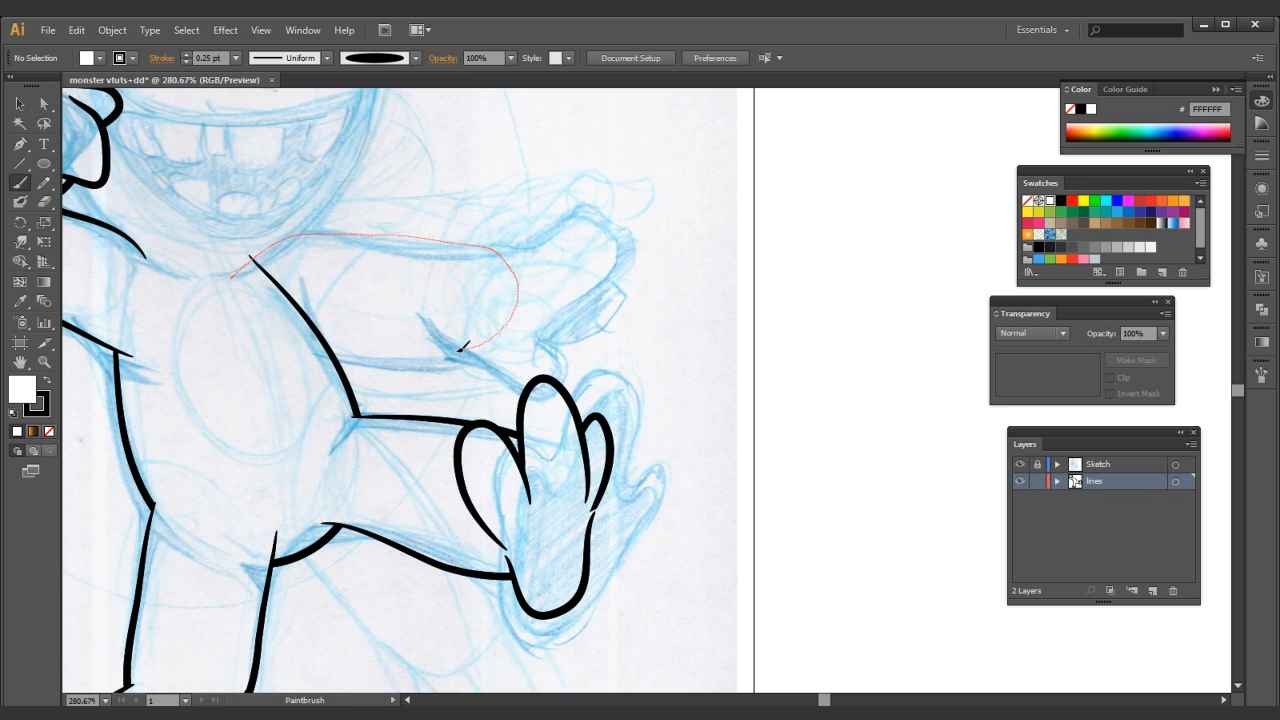 Ai File Edit Object Type Select Effect View Window Help Essentials
No Selection Stroke: 0.25 pt Uniform Opacity: 100% Style: Document Setup Preferences
monster vtuts+dd* @ 280.67% (RGB/Preview)
Color Color Guide
# FFFFFF
Swatches
Transparency
Normal Opacity: 100%
Make Mask
Clip
Invert Mask
Layers
Sketch
lines
2 Layers
280.67% 1 Paintbrush